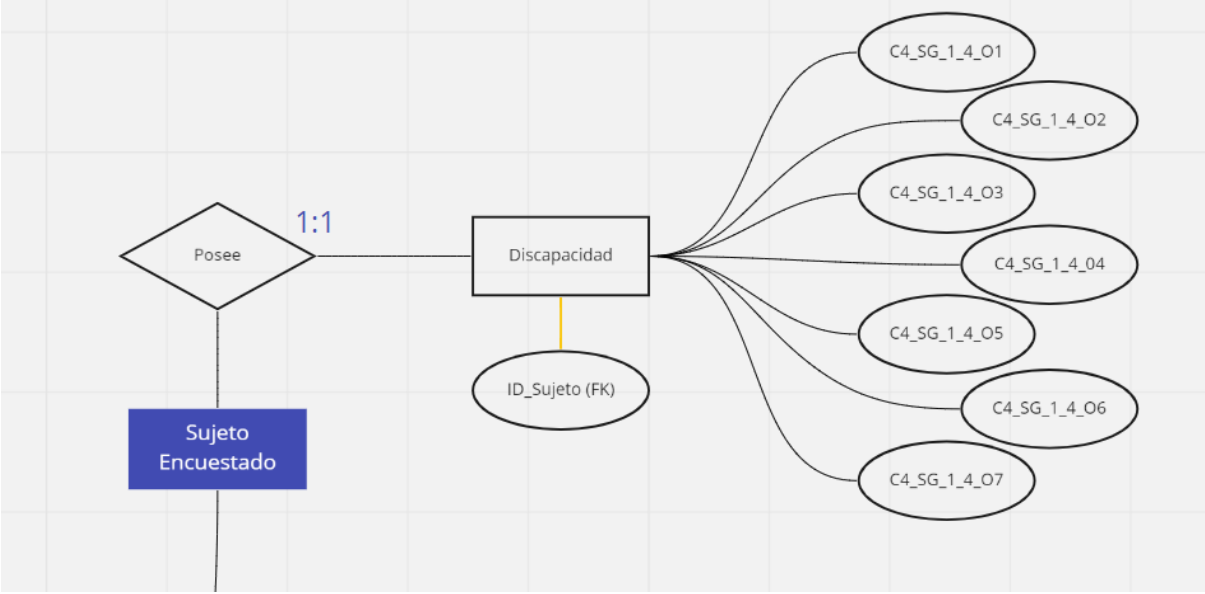 C4_SG_1_4_O1
C4_SG_1_4_O2
C4_SG_1_4_O3
1:1
Posee
Discapacidad
C4_SG_1_4_04
C4_SG_1_4_O5
ID_Sujeto (FK)
C4_SG_1_4_O6
Sujeto
Encuestado
C4_SG_1_4_O7